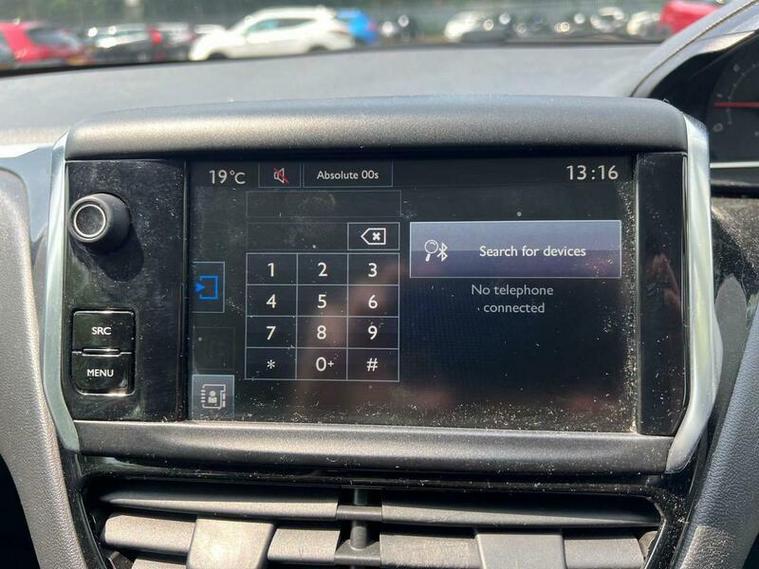 19°C Absolute 00s 13:16
Search for devices
No telephone
connected
1 2 3
4 5 6
7 8 9
* 0+ #
SRC
MENU